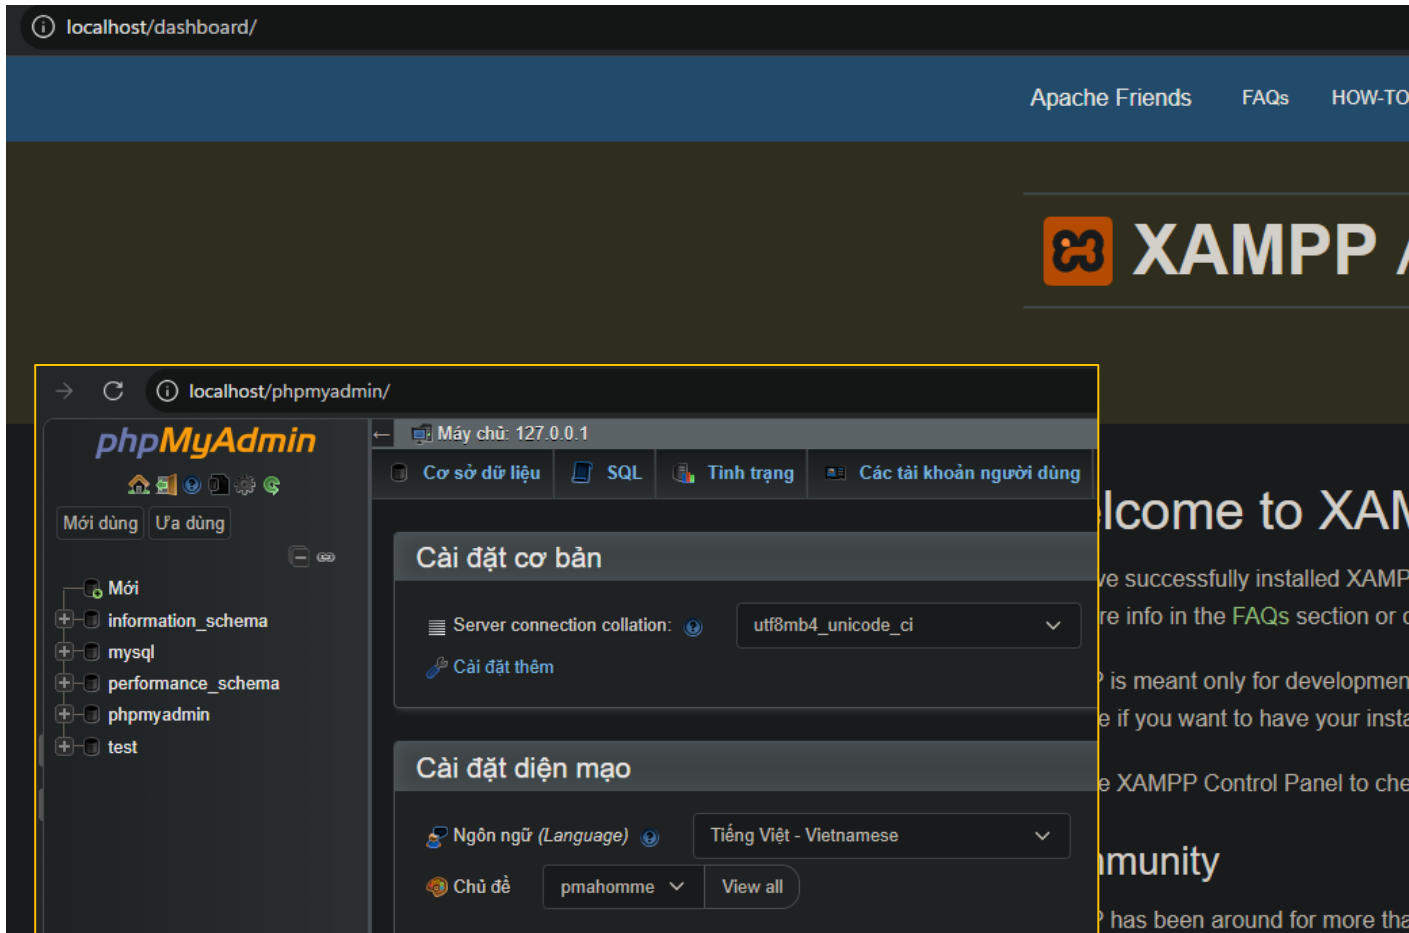 localhost/dashboard/
Apache Friends FAQs HOW-TO
XAMPP
localhost/phpmyadmin/
phpMyAdmin
Mới dùng Ưa dùng
Mới
information_schema
mysql
performance_schema
phpmyadmin
test
Máy chủ: 127.0.0.1
Cơ sở dữ liệu SQL Tình trạng Các tài khoản người dùng
Cài đặt cơ bản
Server connection collation: utf8mb4_unicode_ci
Cài đặt thêm
Cài đặt diện mạo
Ngôn ngữ (Language) Tiếng Việt - Vietnamese
Chủ đề pmahomme View all
lcome to XAM
ve successfully installed XAMP
re info in the FAQs section or
is meant only for developmen
e if you want to have your insta
e XAMPP Control Panel to che
munity
has been around for more tha